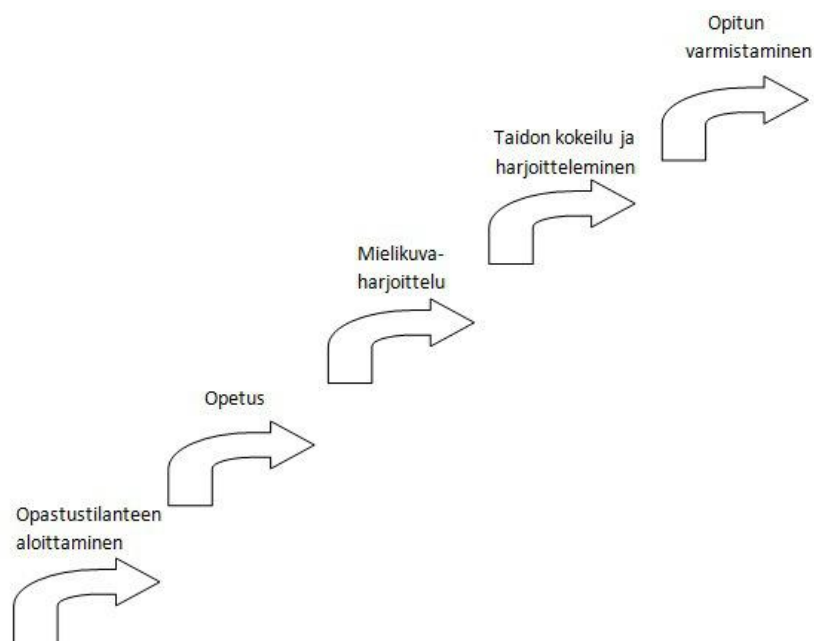 Opitun
varmistaminen
Taidon kokeilu ja
harjoitteleminen
Mielikuva-
harjoittelu
Opetus
Opastustilanteen
aloittaminen